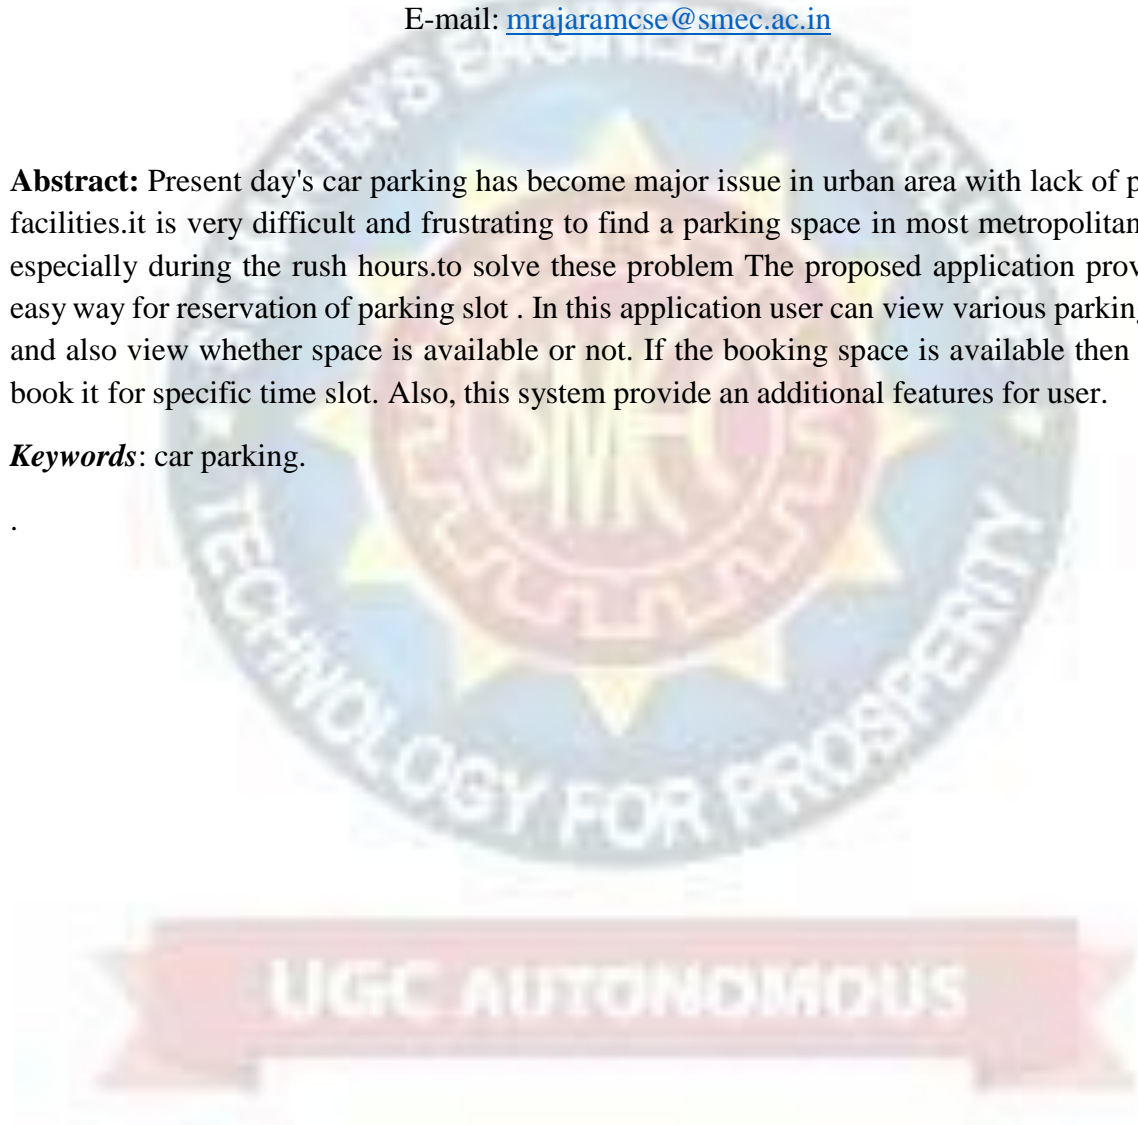 E-mail: mrajaramcse@smec.ac.in
Abstract: Present day's car parking has become major issue in urban area with lack of
facilities.it is very difficult and frustrating to find a parking space in most metropolitan
especially during the rush hours.to solve these problem The proposed application
easy way for reservation of parking slot . In this application user can view various parking
and also view whether space is available or not. If the booking space is available then
book it for specific time slot. Also, this system provide an additional features for user.
Keywords: car parking.
.
MARTIN'S ENGINEERING COLLEGE
SMEC
TECHNOLOGY FOR PROSPERITY
UGC AUTONOMOUS